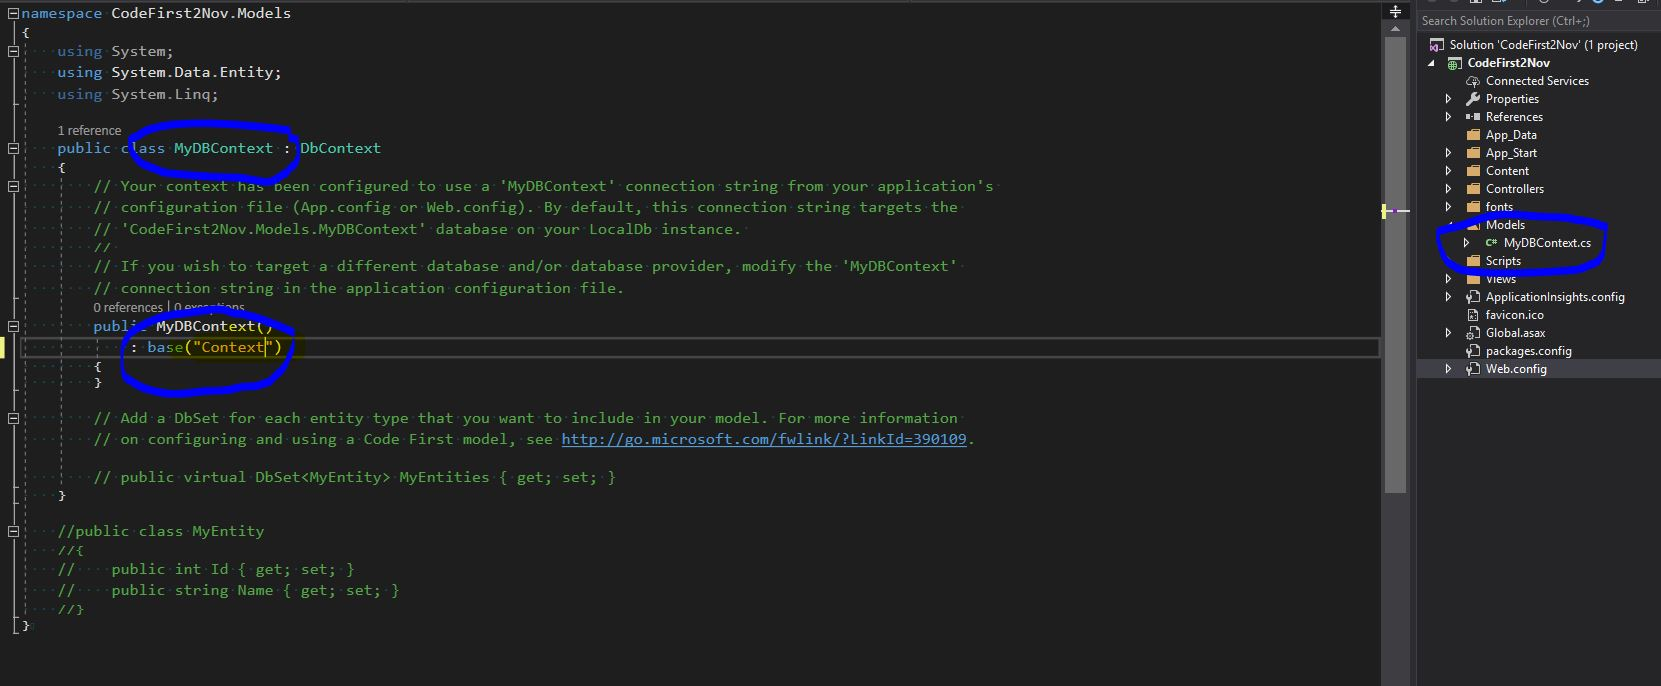 namespace CodeFirst2Nov.Models
{
using System;
using System.Data.Entity;
using System.Linq;
1 reference
public class MyDBContext : DbContext
{
// Your context has been configured to use a 'MyDBContext' connection string from your application's
// configuration file (App.config or Web.config). By default, this connection string targets the
// 'CodeFirst2Nov.Models.MyDBContext' database on your LocalDb instance.
//
// If you wish to target a different database and/or database provider, modify the 'MyDBContext'
// connection string in the application configuration file.
0 references | 0 exceptions
public MyDBContext()
: base("Context")
{
}
// Add a DbSet for each entity type that you want to include in your model. For more information
// on configuring and using a Code First model, see http://go.microsoft.com/fwlink/?LinkId=390109.
// public virtual DbSet<MyEntity> MyEntities { get; set; }
}
//public class MyEntity
//{
// public int Id { get; set; }
// public string Name { get; set; }
//}
}
Search Solution Explorer (Ctrl+;)
Solution 'CodeFirst2Nov' (1 project)
CodeFirst2Nov
Connected Services
Properties
References
App_Data
App_Start
Content
Controllers
fonts
Models
C# MyDBContext.cs
Scripts
Views
ApplicationInsights.config
favicon.ico
Global.asax
packages.config
Web.config